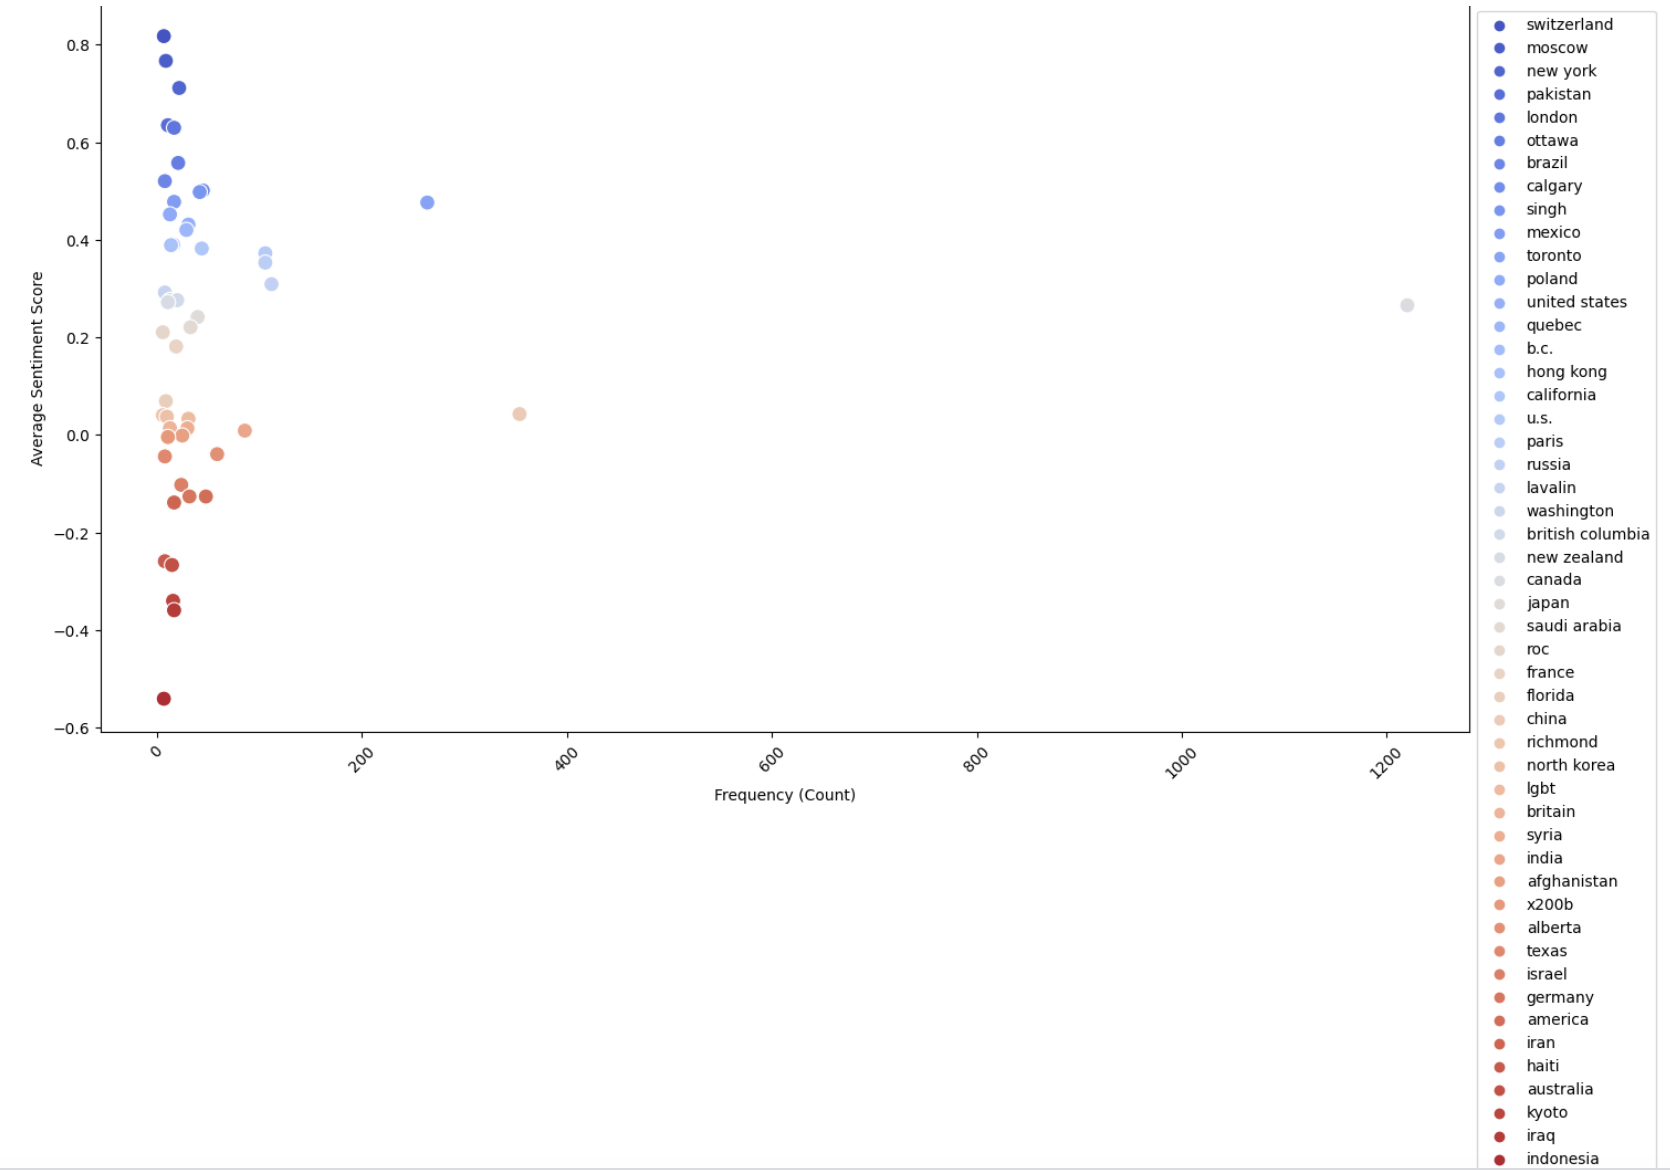 0.8
0.6
0.4
0.2
0.0
−0.2
−0.4
−0.6
Average Sentiment Score
0
200
400
600
800
1000
1200
Frequency (Count)
switzerland
moscow
new york
pakistan
london
ottawa
brazil
calgary
singh
mexico
toronto
poland
united states
quebec
b.c.
hong kong
california
u.s.
paris
russia
lavalin
washington
british columbia
new zealand
canada
japan
saudi arabia
roc
france
florida
china
richmond
north korea
lgbt
britain
syria
india
afghanistan
x200b
alberta
texas
israel
germany
america
iran
haiti
australia
kyoto
iraq
indonesia